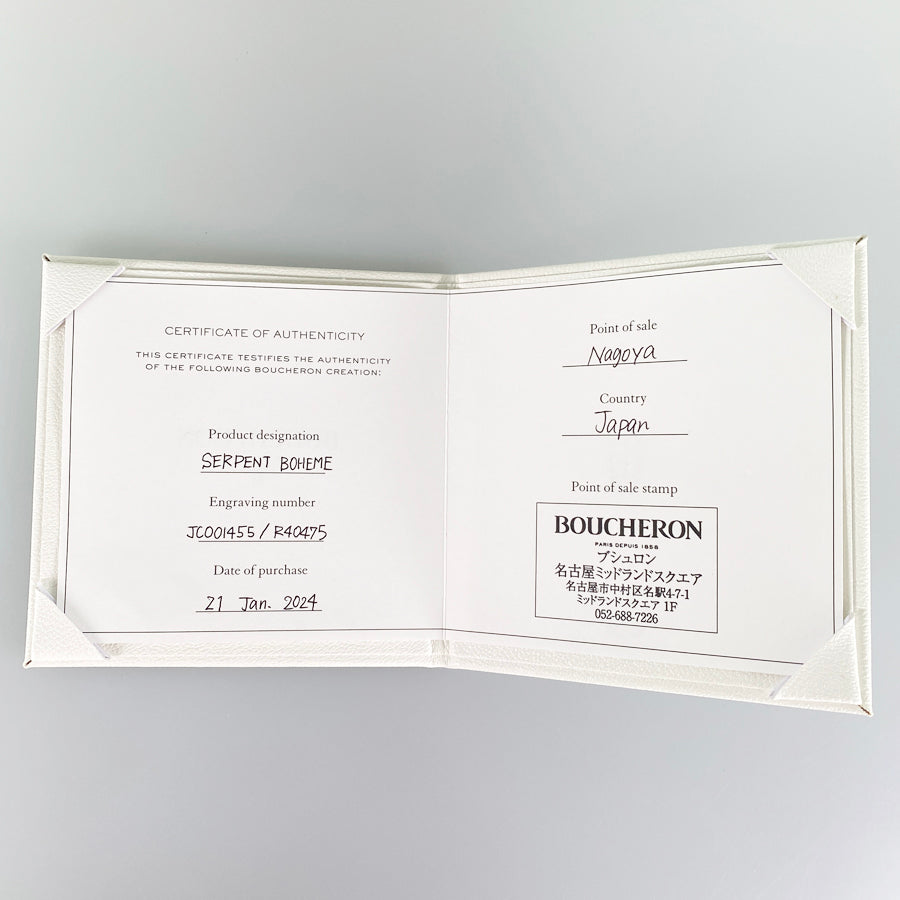 CERTIFICATE OF AUTHENTICITY
THIS CERTIFICATE TESTIFIES THE AUTHENTICITY
OF THE FOLLOWING BOUCHERON CREATION:
Product designation
SERPENT BOHEME
Engraving number
JC001455/R40475
Date of purchase
21 Jan. 2024
Point of sale
Nagoya
Country
Japan
Point of sale stamp
BOUCHERON
PARIS DEPUIS 1858
ブシュロン
名古屋ミッドランドスクエア
名古屋市中村区名駅4-7-1
ミッドランドスクエア 1F
052-688-7226